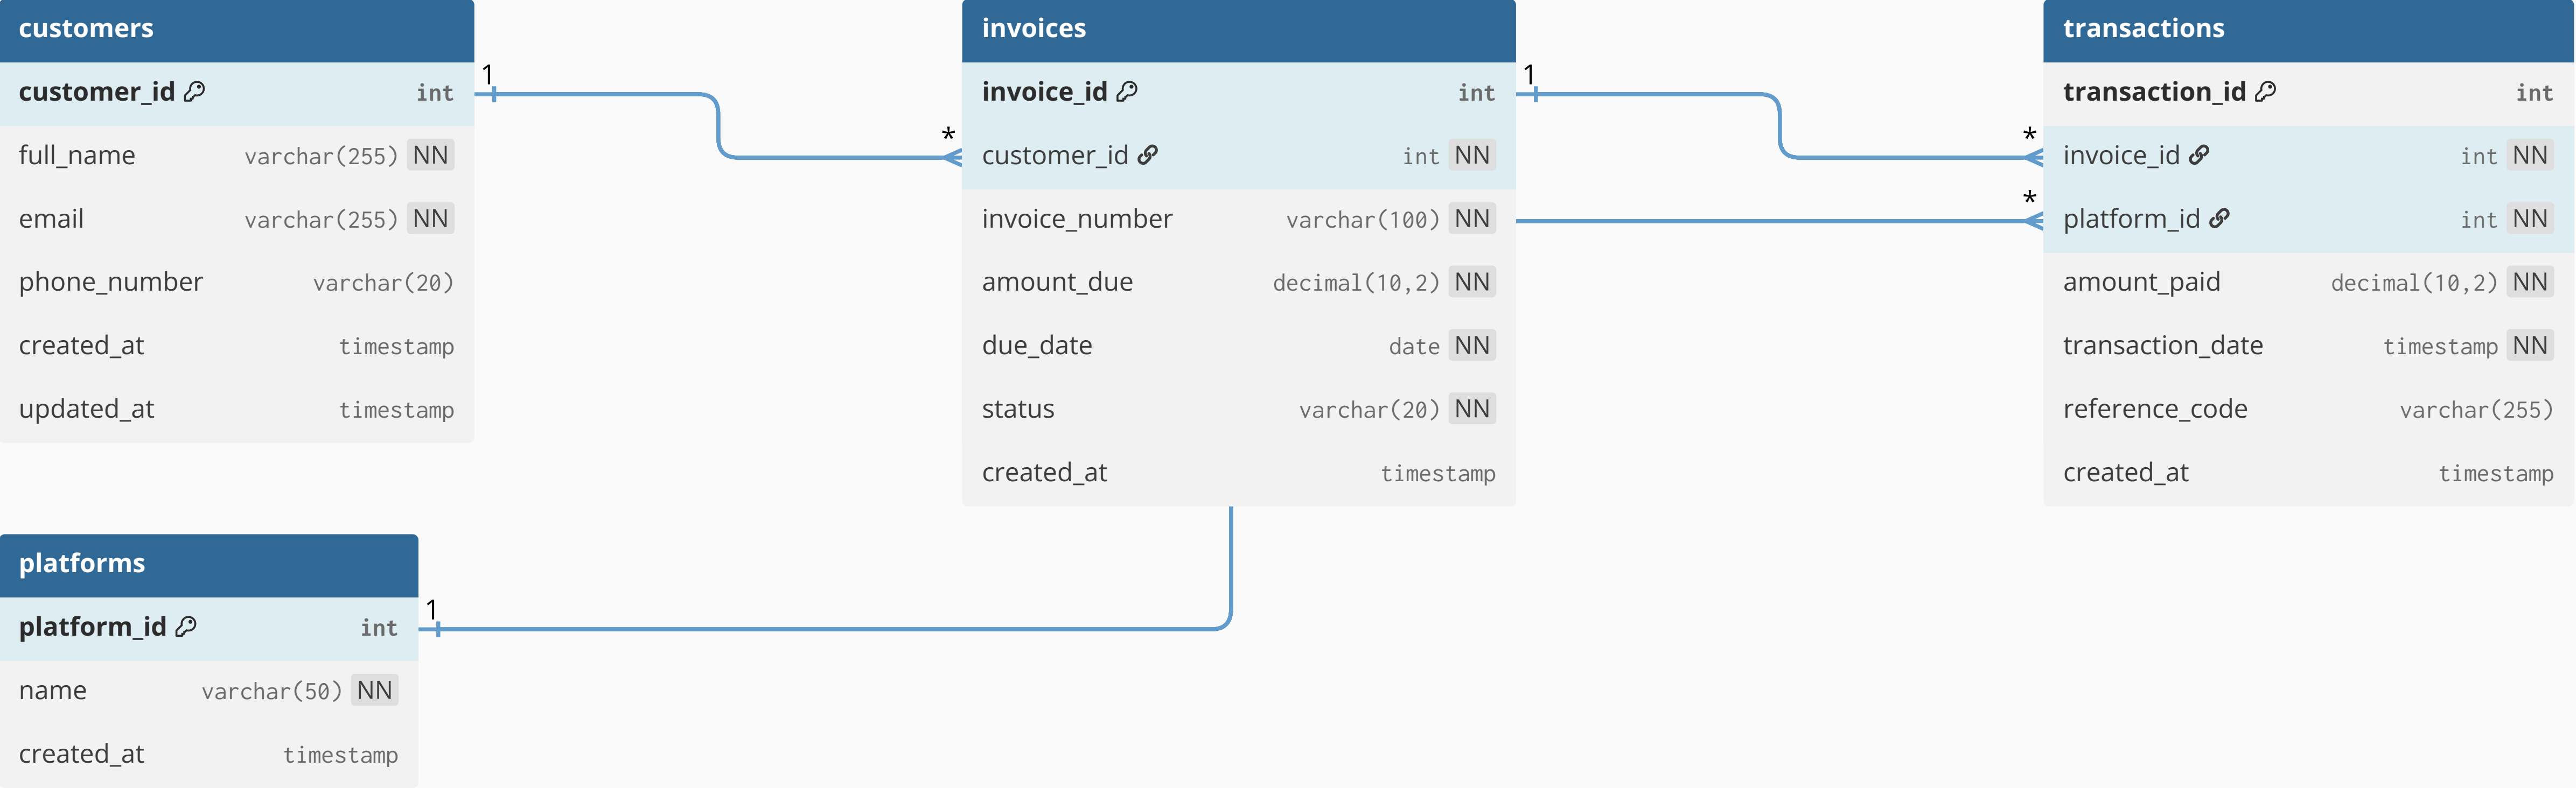 customers
customer_id int
full_name varchar(255) NN
email varchar(255) NN
phone_number varchar(20)
created_at timestamp
updated_at timestamp
1
*
invoices
invoice_id int
customer_id int NN
invoice_number varchar(100) NN
amount_due decimal(10,2) NN
due_date date NN
status varchar(20) NN
created_at timestamp
1
*
*
transactions
transaction_id int
invoice_id int NN
platform_id int NN
amount_paid decimal(10,2) NN
transaction_date timestamp NN
reference_code varchar(255)
created_at timestamp
platforms
platform_id int
name varchar(50) NN
created_at timestamp
1